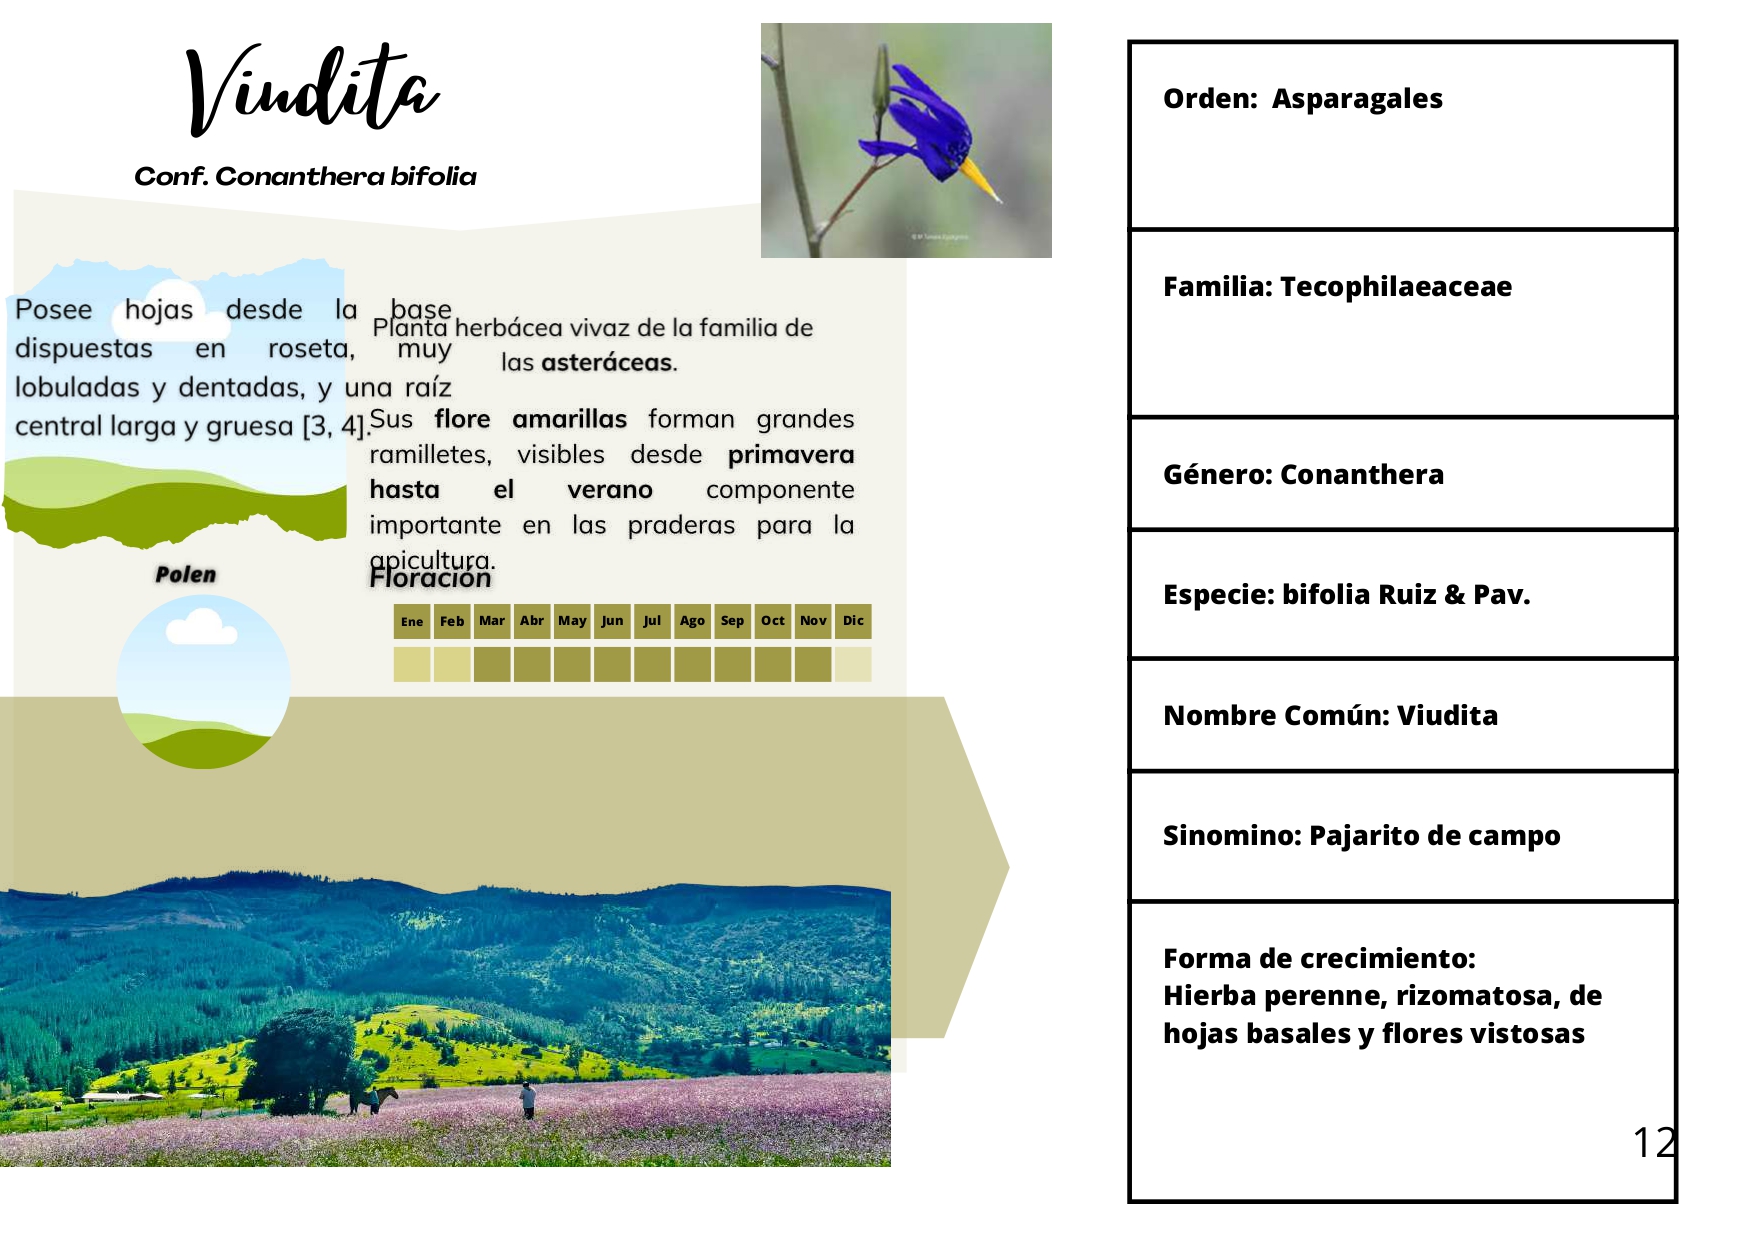 Viudita
Conf. Conanthera bifolia
Posee hojas desde la base
dispuestas en roseta, muy
lobuladas y dentadas, y una raíz
central larga y gruesa [3, 4].
Planta herbácea vivaz de la familia de
las asteráceas.
Sus flore amarillas forman grandes
ramilletes, visibles desde primavera
hasta el verano componente
importante en las praderas para la
apicultura.
Polen
Floración
Ene Feb Mar Abr May Jun Jul Ago Sep Oct Nov Dic
Orden: Asparagales
Familia: Tecophilaeaceae
Género: Conanthera
Especie: bifolia Ruiz & Pav.
Nombre Común: Viudita
Sinomino: Pajarito de campo
Forma de crecimiento:
Hierba perenne, rizomatosa, de
hojas basales y flores vistosas
12